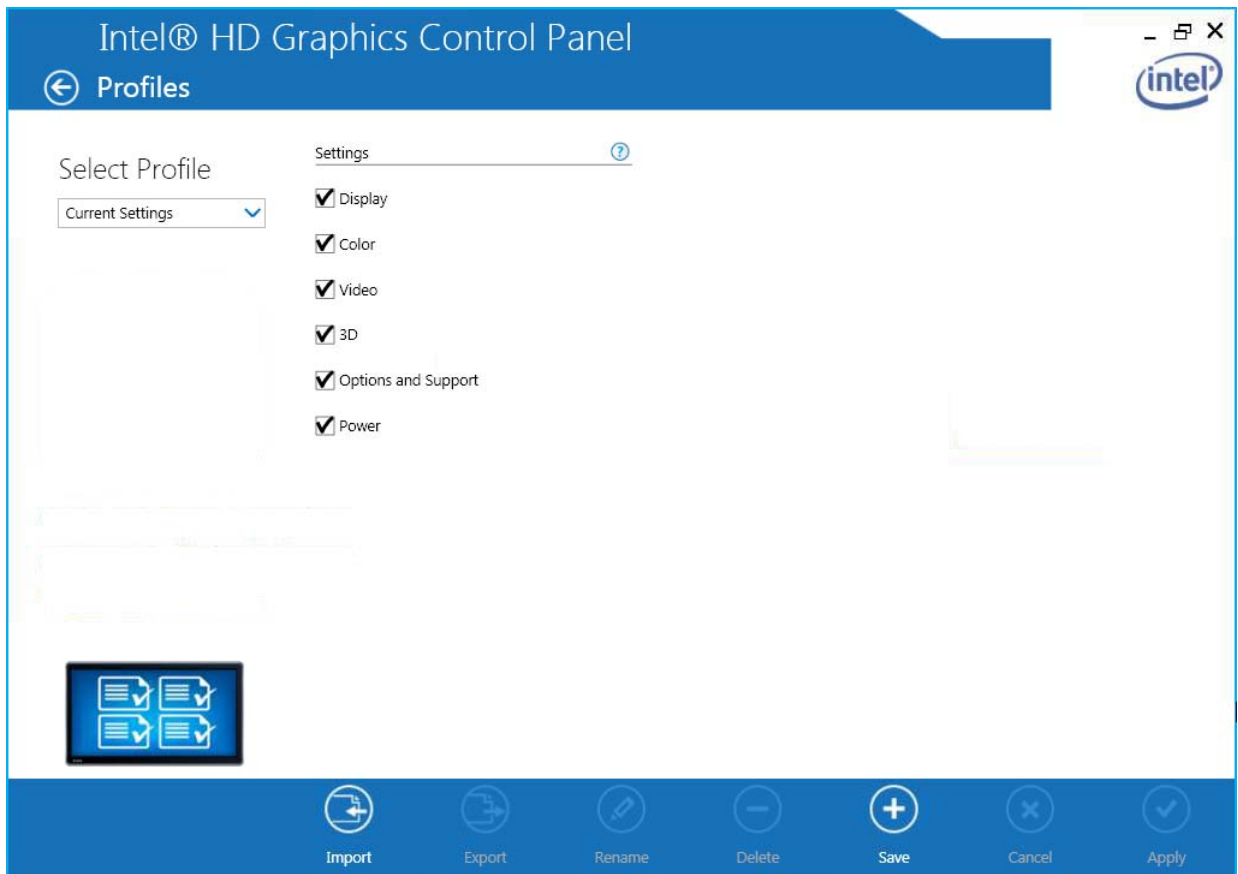 Intel® HD Graphics Control Panel
Profiles
intel®
Select Profile
Current Settings
Settings
?
Display
Color
Video
3D
Options and Support
Power
Import
Export
Rename
Delete
Save
Cancel
Apply